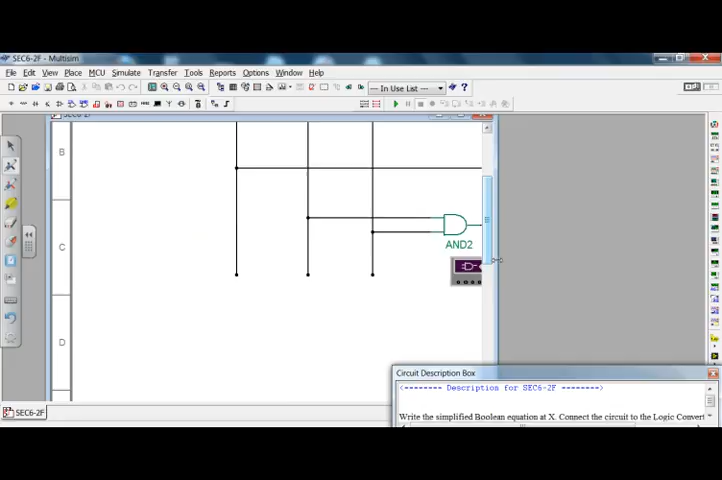 SEC6-2F - Multisim
File Edit View Place MCU Simulate Transfer Tools Reports Options Window Help
--- In Use List ---
B
C
AND2
D
Circuit Description Box
<-------- Description for SEC6-2F -------->
Write the simplified Boolean equation at X. Connect the circuit to the Logic Convert
SEC6-2F